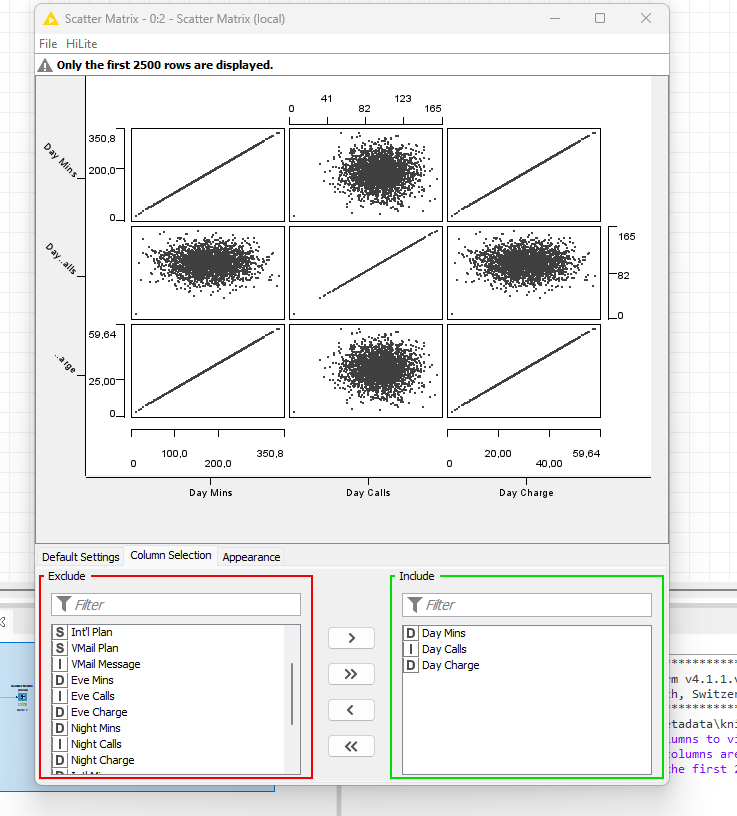 Scatter Matrix - 0:2 - Scatter Matrix (local)
File HiLite
Only the first 2500 rows are displayed.
41 123
0 82 165
350,8
Day Mins
200,0
0
Day..alls
165
82
0
59,64
..arge
25,00
0
100,0 350,8 20,00 59,64
0 200,0 0 40,00
Day Mins Day Calls Day Charge
Default Settings Column Selection Appearance
Exclude
Filter
S Int'l Plan
S VMail Plan
I VMail Message
D Eve Mins
I Eve Calls
D Eve Charge
D Night Mins
I Night Calls
D Night Charge
>
>>
<
<<
Include
Filter
D Day Mins
I Day Calls
D Day Charge
**********
m v4.1.1.v
h, Switzer
**********
etadata\kn
umns to vi
olumns are
he first 2